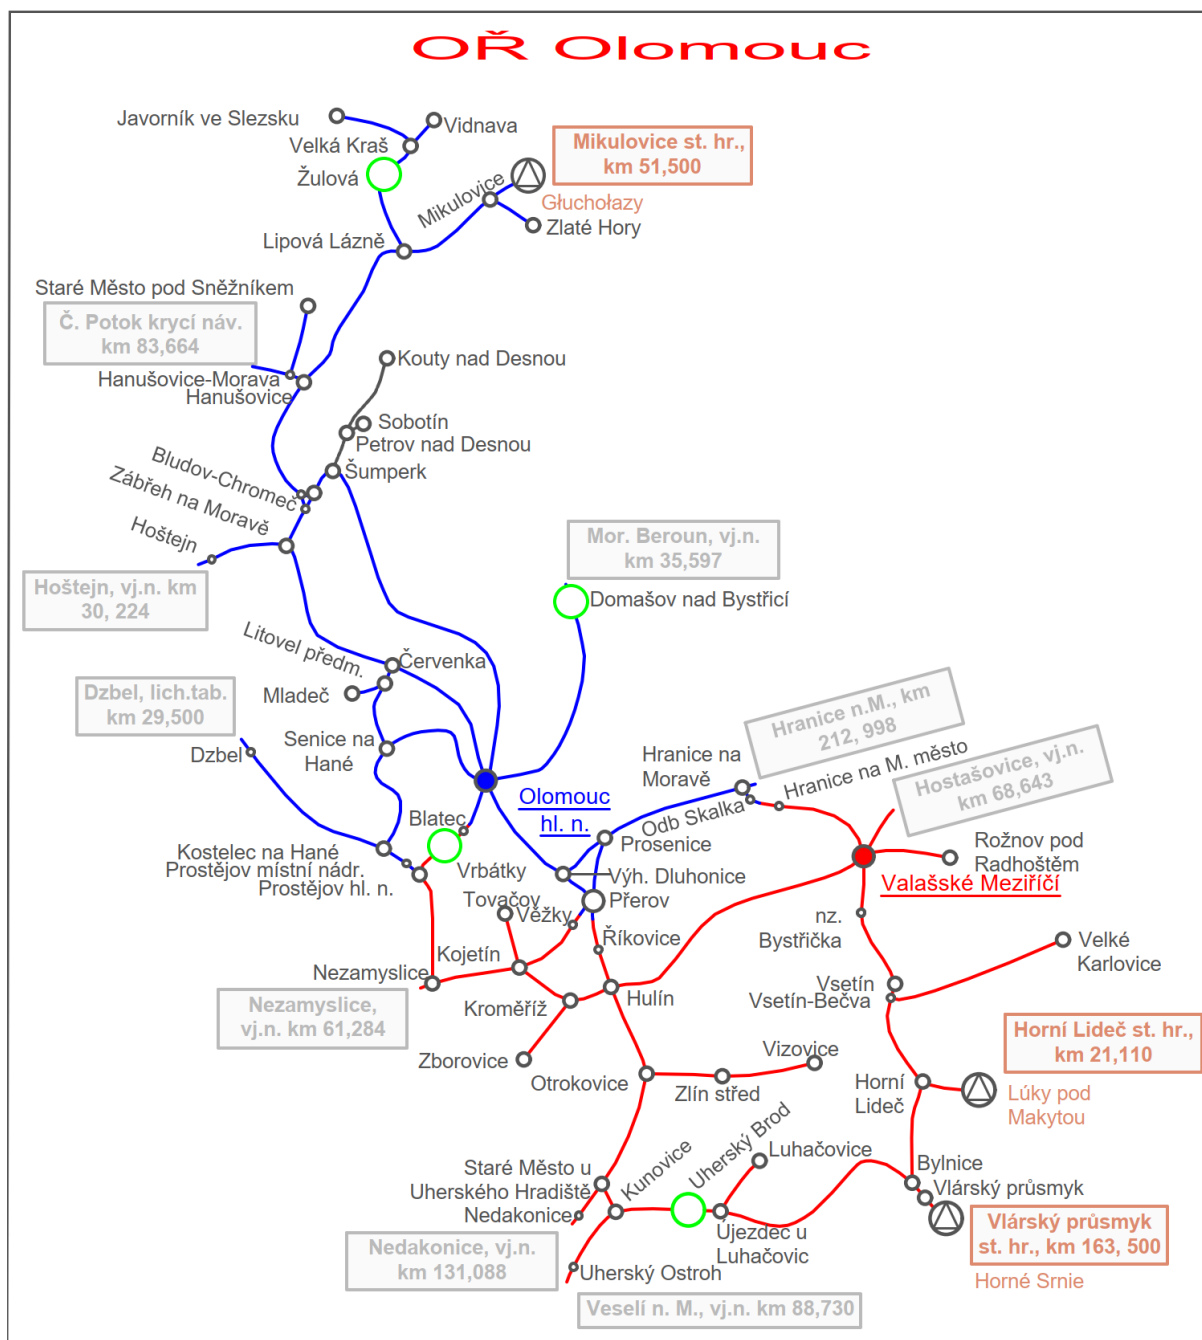 OŘ Olomouc
Javorník ve Slezsku
Vidnava
Velká Kraš
Žulová
Mikulovice st. hr.,
km 51,500
Mikulovice
Głuchołazy
Zlaté Hory
Lipová Lázně
Staré Město pod Sněžníkem
Č. Potok krycí náv.
km 83,664
Kouty nad Desnou
Hanušovice-Morava
Hanušovice
Sobotín
Petrov nad Desnou
Šumperk
Bludov-Chromeč
Zábřeh na Moravě
Hoštejn
Hoštejn, vj.n. km
30, 224
Mor. Beroun, vj.n.
km 35,597
Domašov nad Bystřicí
Litovel předm.
Červenka
Mladeč
Dzbel, lich.tab.
km 29,500
Dzbel
Senice na
Hané
Hranice n.M., km
212, 998
Hranice na
Moravě
Hranice na M. město
Hostašovice, vj.n.
km 68,643
Olomouc
hl. n.
Odb Skalka
Blatec
Prosenice
Rožnov pod
Radhoštěm
Kostelec na Hané
Prostějov místní nádr.
Prostějov hl. n.
Vrbátky
Výh. Dluhonice
Valašské Meziříčí
Tovačov
Věžky
Přerov
Říkovice
nz.
Bystřička
Velké
Karlovice
Kojetín
Nezamyslice
Vsetín
Vsetín-Bečva
Hulín
Kroměříž
Nezamyslice,
vj.n. km 61,284
Horní Lideč st. hr.,
km 21,110
Zborovice
Vizovice
Otrokovice
Zlín střed
Horní
Lideč
Lúky pod
Makytou
Uherský Brod
Luhačovice
Kunovice
Bylnice
Staré Město u
Uherského Hradiště
Nedakonice
Vlárský průsmyk
Újezdec u
Luhačovic
Vlárský průsmyk
st. hr., km 163, 500
Nedakonice, vj.n.
km 131,088
Uherský Ostroh
Horné Srnie
Veselí n. M., vj.n. km 88,730